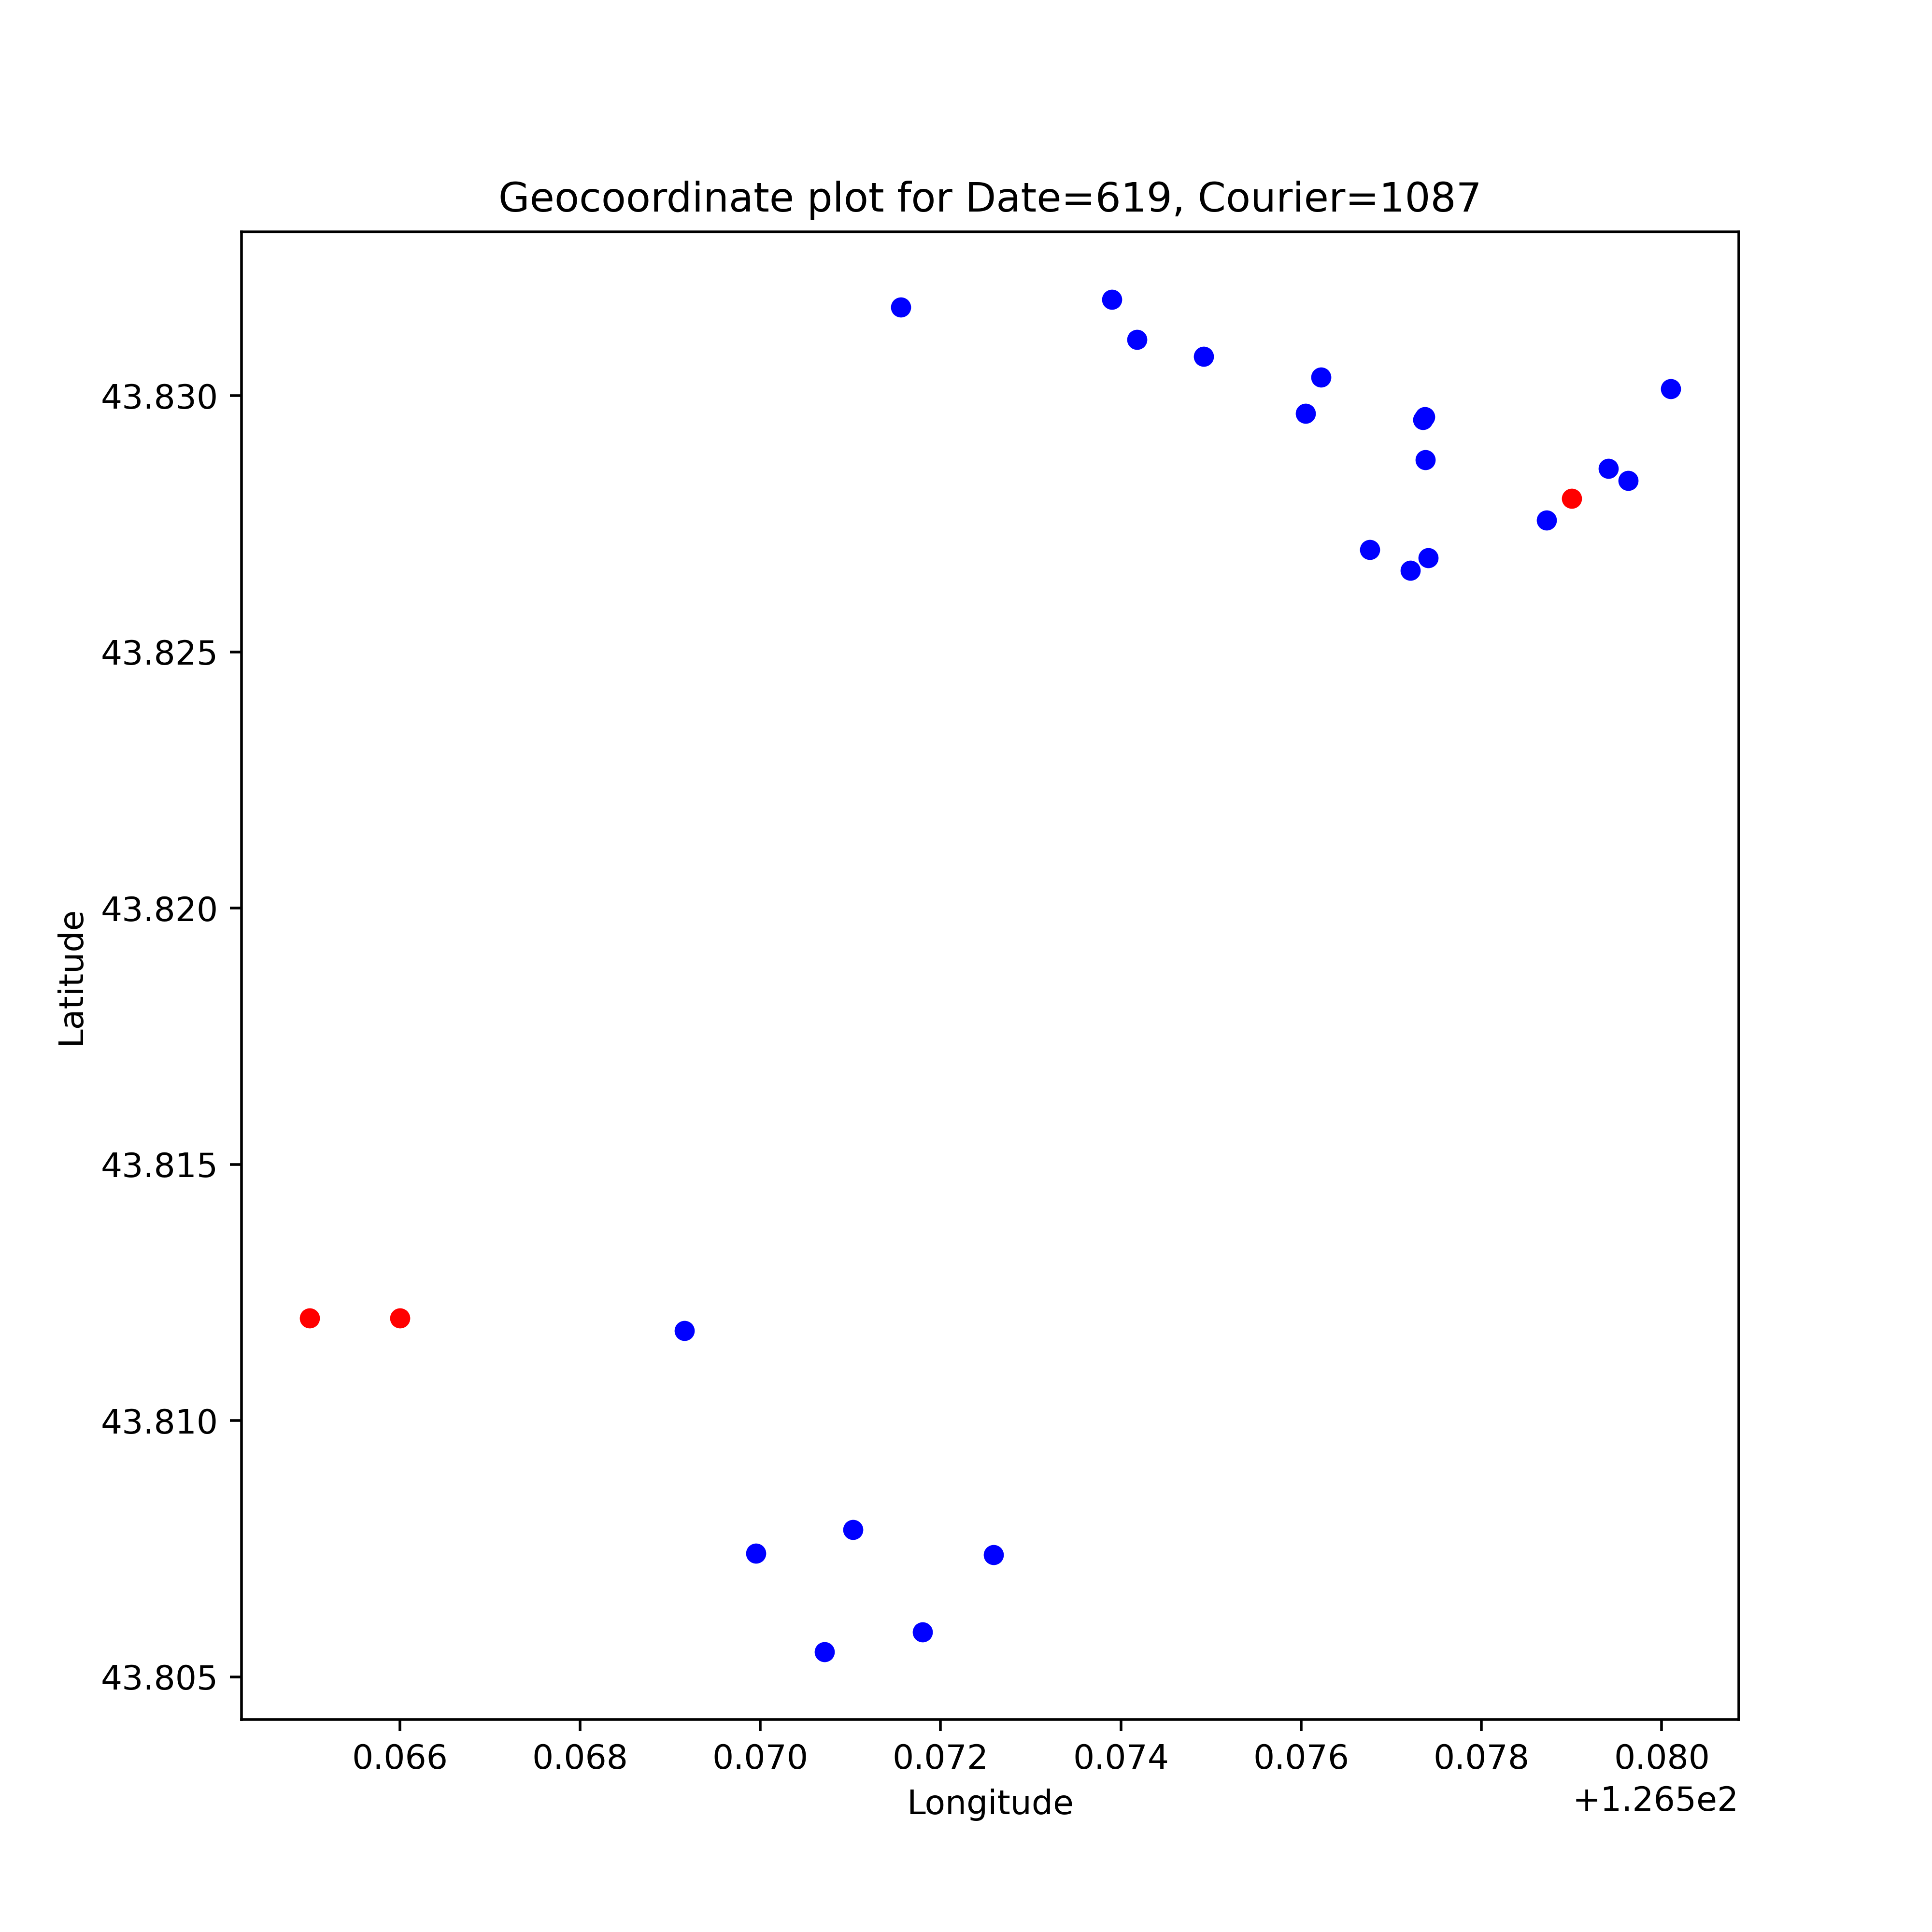 Geocoordinate plot for Date=619, Courier=1087
43.830
43.825
43.820
43.815
43.810
43.805
Latitude
0.066 0.068 0.070 0.072 0.074 0.076 0.078 0.080
Longitude
+1.265e2